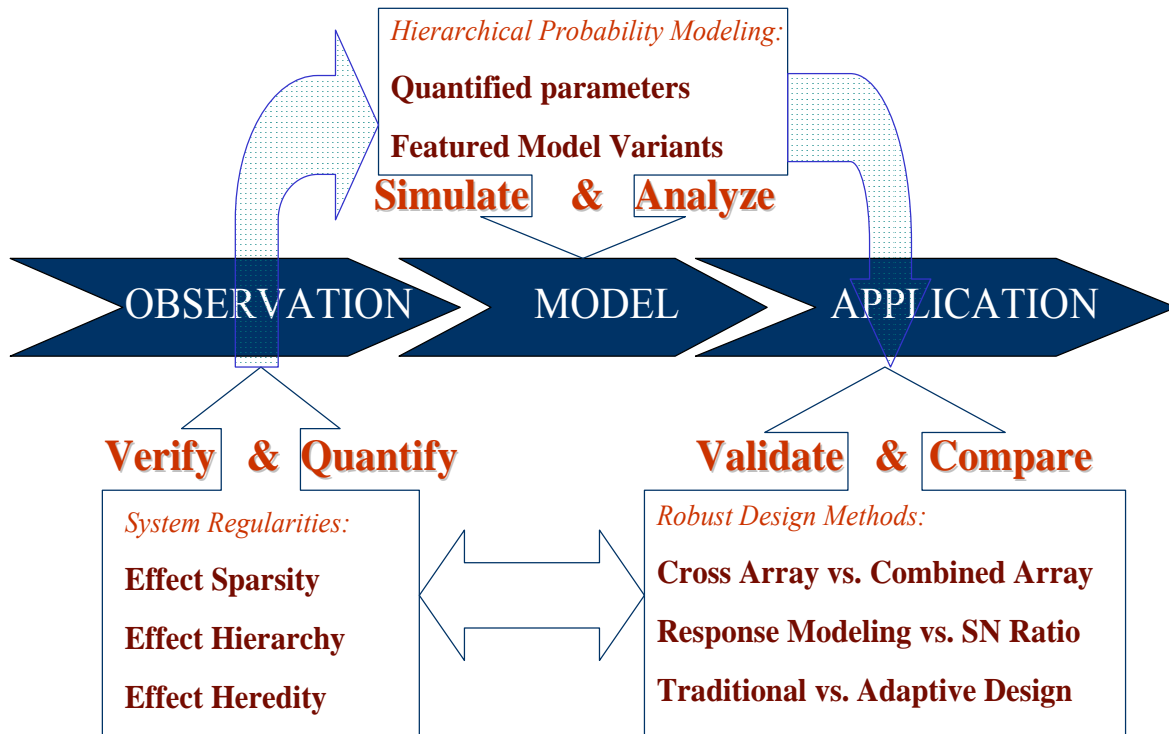 Hierarchical Probability Modeling:
Quantified parameters
Featured Model Variants
Simulate & Analyze
OBSERVATION
MODEL
APPLICATION
Verify & Quantify
System Regularities:
Effect Sparsity
Effect Hierarchy
Effect Heredity
Validate & Compare
Robust Design Methods:
Cross Array vs. Combined Array
Response Modeling vs. SN Ratio
Traditional vs. Adaptive Design